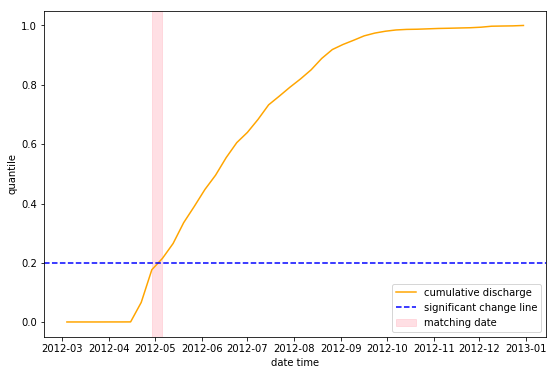 1.0
0.8
0.6
0.4
0.2
0.0
quantile
cumulative discharge
significant change line
matching date
2012-03 2012-04 2012-05 2012-06 2012-07 2012-08 2012-09 2012-10 2012-11 2012-12 2013-01
date time